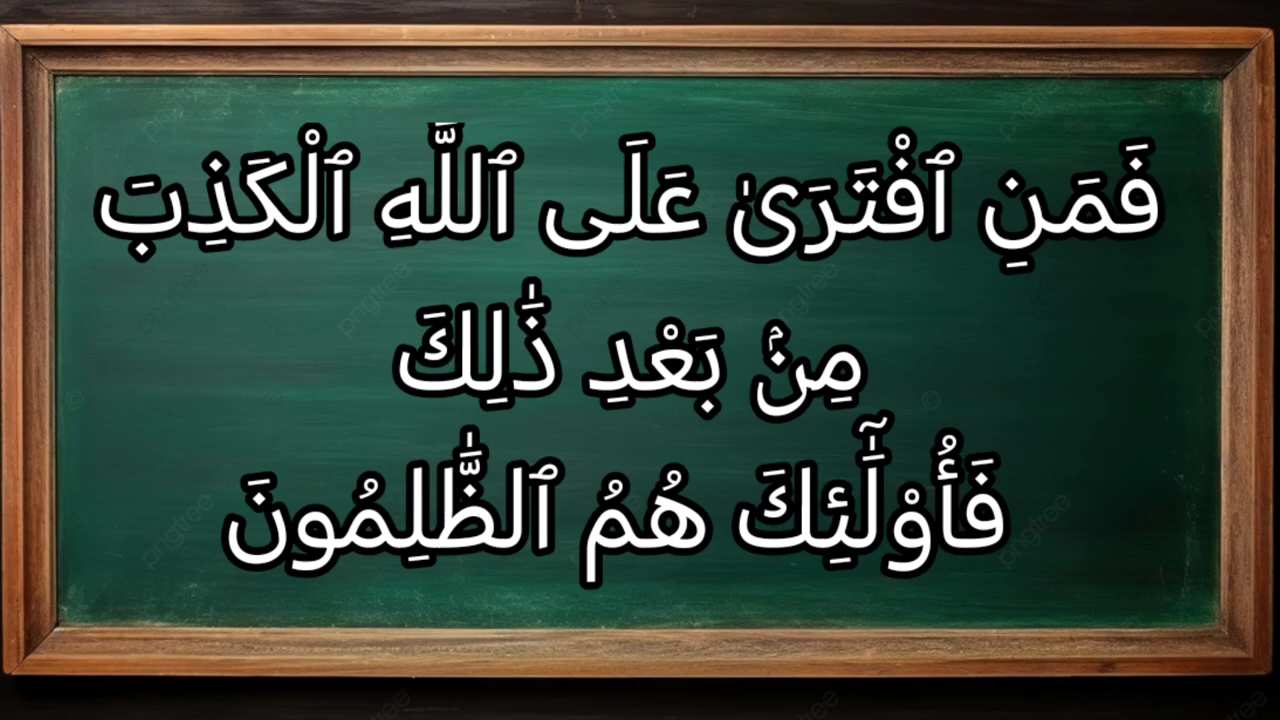 فَمَنِ ٱفْتَرَىٰ عَلَى ٱللَّهِ ٱلْكَذِبَ
مِنۢ بَعْدِ ذَٰلِكَ
فَأُو۟لَٰٓئِكَ هُمُ ٱلظَّٰلِمُونَ